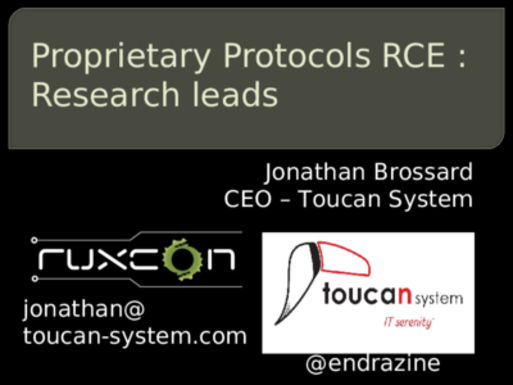 Proprietary Protocols RCE :
Research leads
Jonathan Brossard
CEO – Toucan System
ruxcon
toucan system
IT serenity
jonathan@
toucan-system.com
@endrazine